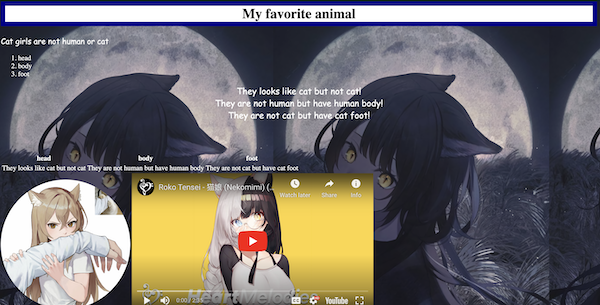 My favorite animal
Cat girls are not human or cat
1. head
2. body
3. foot
They looks like cat but not cat!
They are not human but have human body!
They are not cat but have cat foot!
head body foot
They looks like cat but not cat They are not human but have human body They are not cat but have cat foot
Roko Tensei - 猫娘 (Nekomimi) (...
Watch later Share Info
HeartMelodies
0:00 /
YouTube